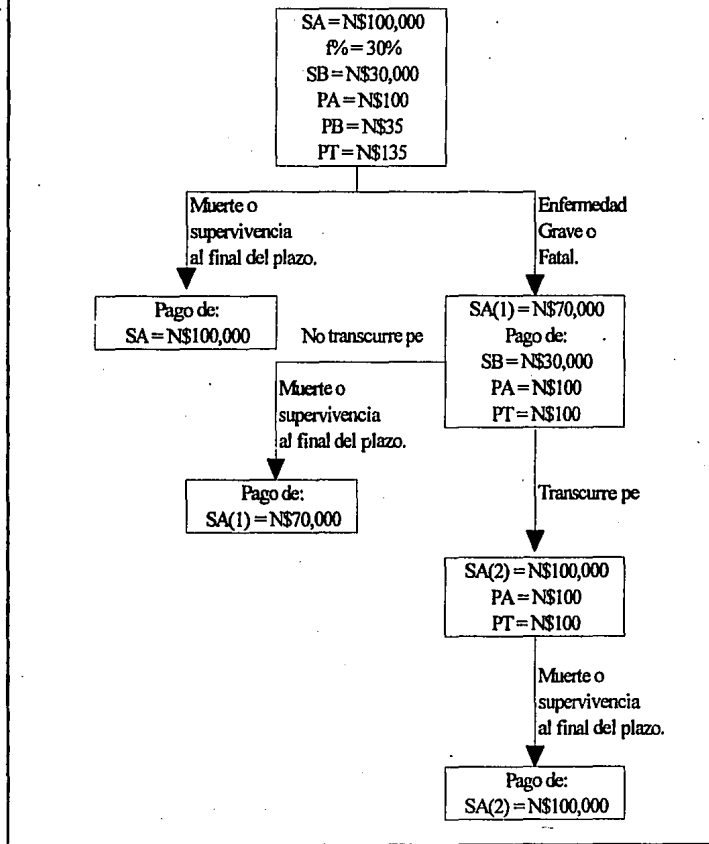 SA=N$100,000
f%=30%
SB=N$30,000
PA=N$100
PB=N$35
PT=N$135
Muerte o
supervivencia
al final del plazo.
Enfermedad
Grave o
Fatal.
Pago de:
SA=N$100,000
SA(1)=N$70,000
Pago de:
SB=N$30,000
PA=N$100
PT=N$100
No transcurre pe
Muerte o
supervivencia
al final del plazo.
Pago de:
SA(1)=N$70,000
Transcurre pe
SA(2)=N$100,000
PA=N$100
PT=N$100
Muerte o
supervivencia
al final del plazo.
Pago de:
SA(2)=N$100,000